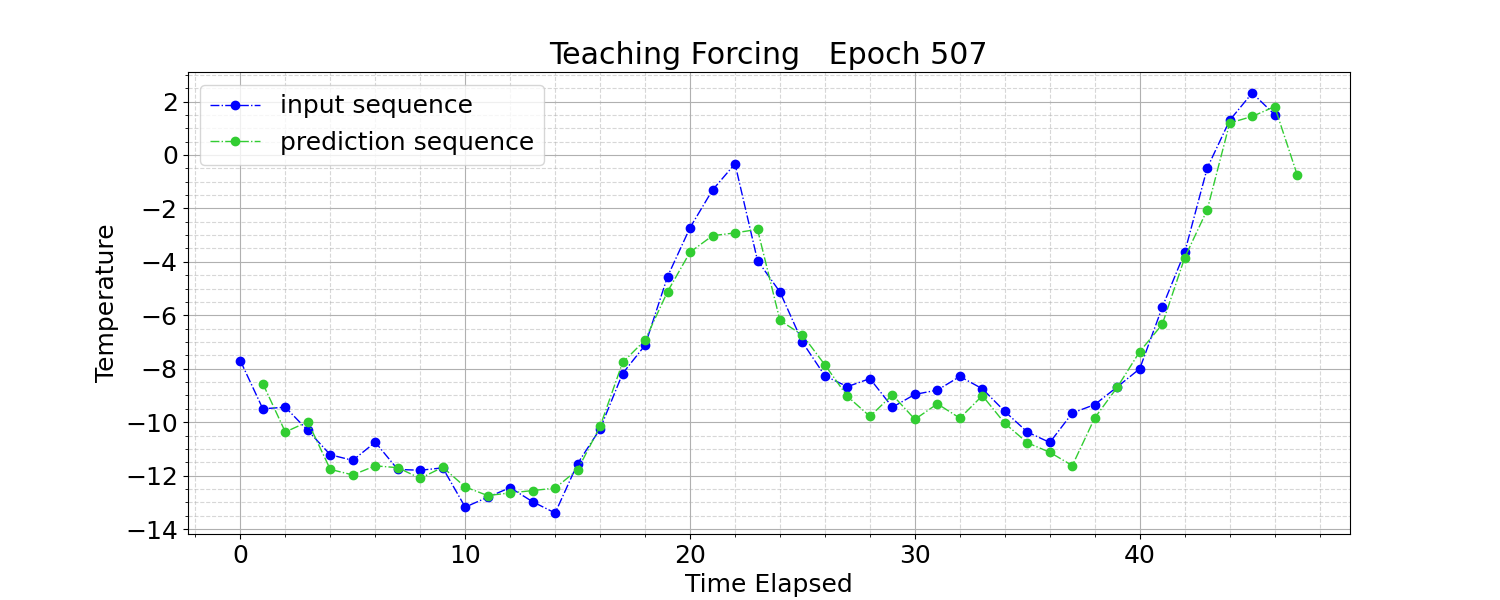 Teaching Forcing   Epoch 507
input sequence
prediction sequence
Temperature
2
0
−2
−4
−6
−8
−10
−12
−14
0 10 20 30 40
Time Elapsed